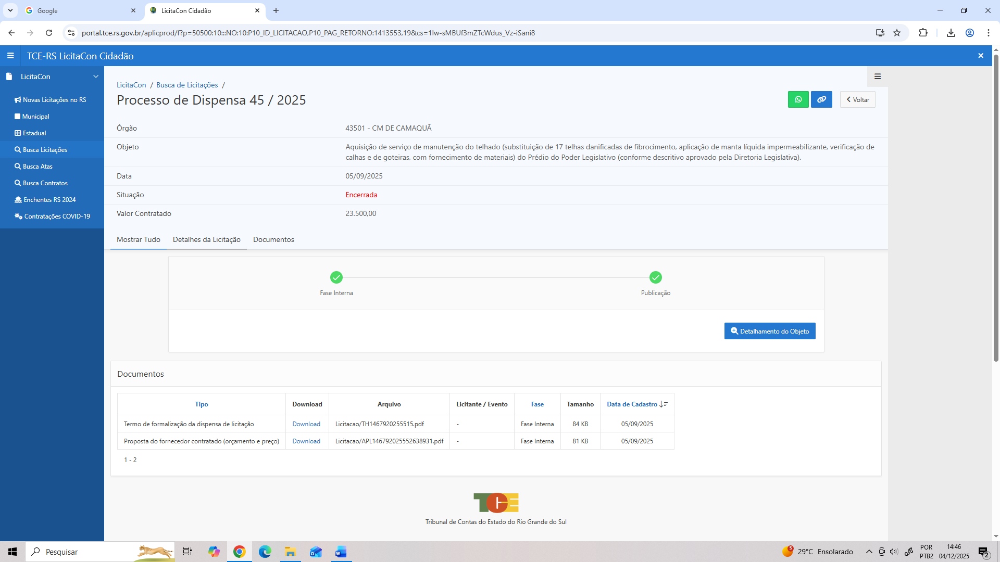 Google
LicitaCon Cidadão
portal.tce.rs.gov.br/aplicprod/f?p=50500:10:::NO:10:P10_ID_LICITACAO,P10_PAG_RETORNO:1413553,19&cs=1Iw-sMBUf3mZTcWdus_Vz-iSani8
TCE-RS LicitaCon Cidadão
LicitaCon
Novas Licitações no RS
Municipal
Estadual
Busca Licitações
Busca Atas
Busca Contratos
Enchentes RS 2024
Contratações COVID-19
LicitaCon / Busca de Licitações /
Processo de Dispensa 45 / 2025
Voltar
Órgão 43501 - CM DE CAMAQUÃ
Objeto Aquisição de serviço de manutenção do telhado (substituição de 17 telhas danificadas de fibrocimento, aplicação de manta líquida impermeabilizante, verificação de
calhas e de goteiras, com fornecimento de materiais) do Prédio do Poder Legislativo (conforme descritivo aprovado pela Diretoria Legislativa).
Data 05/09/2025
Situação Encerrada
Valor Contratado 23.500,00
Mostrar Tudo Detalhes da Licitação Documentos
Fase Interna Publicação
Detalhamento do Objeto
Documentos
Tipo Download Arquivo Licitante / Evento Fase Tamanho Data de Cadastro
Termo de formalização da dispensa de licitação Download Licitacao/TH1467920255515.pdf - Fase Interna 84 KB 05/09/2025
Proposta do fornecedor contratado (orçamento e preço) Download Licitacao/APL146792025552638931.pdf - Fase Interna 81 KB 05/09/2025
1 - 2
TCE
Tribunal de Contas do Estado do Rio Grande do Sul
Pesquisar
5
29°C Ensolarado
POR
PTB2
14:46
04/12/2025
2